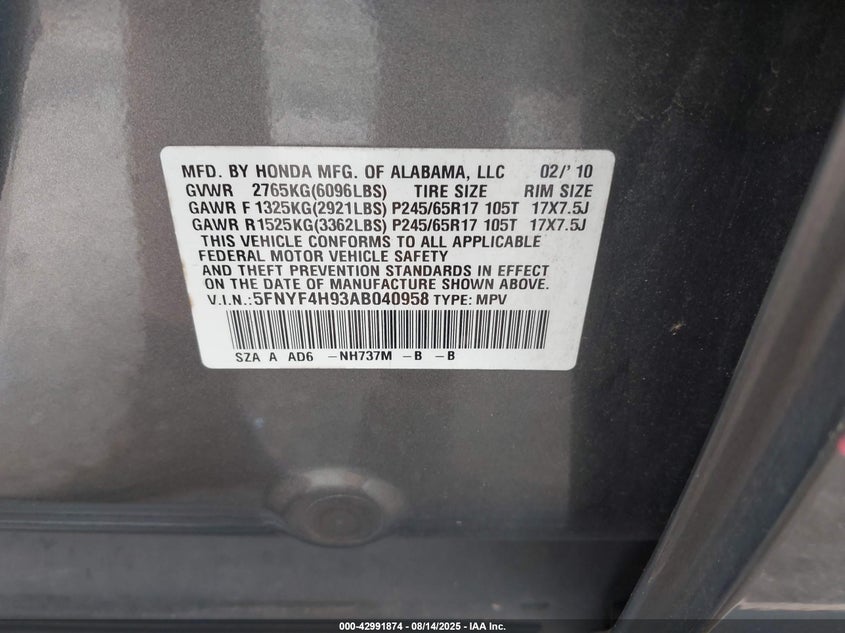 MFD. BY HONDA MFG. OF ALABAMA, LLC 02/' 10
GVWR 2765KG(6096LBS) TIRE SIZE RIM SIZE
GAWR F 1325KG(2921LBS) P245/65R17 105T 17X7.5J
GAWR R1525KG(3362LBS) P245/65R17 105T 17X7.5J
THIS VEHICLE CONFORMS TO ALL APPLICABLE
FEDERAL MOTOR VEHICLE SAFETY
AND THEFT PREVENTION STANDARDS IN EFFECT
ON THE DATE OF MANUFACTURE SHOWN ABOVE.
V.I.N.:5FNYF4H93AB040958 TYPE: MPV
SZA A AD6 -NH737M -B -B
000-42991874 - 08/14/2025 - IAA Inc.